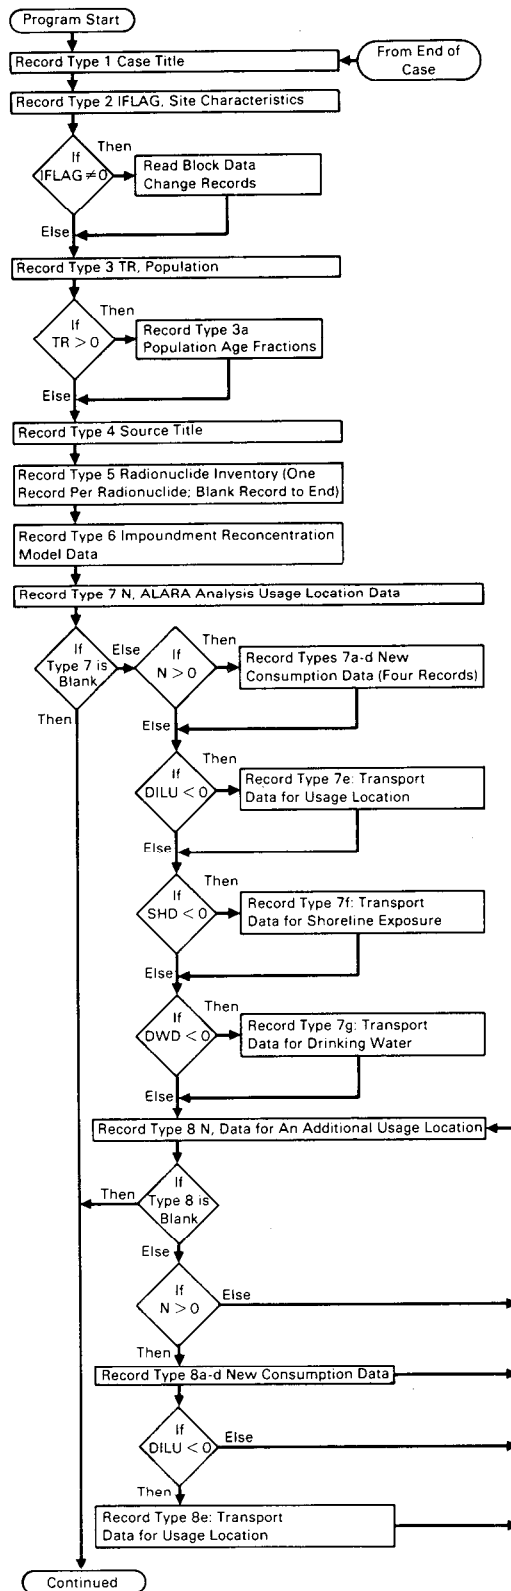 Program Start
Record Type 1 Case Title
From End of
Case
Record Type 2 IFLAG, Site Characteristics
If
IFLAG ≠ 0
Then
Read Block Data
Change Records
Else
Record Type 3 TR, Population
If
TR > 0
Then
Record Type 3a
Population Age Fractions
Else
Record Type 4 Source Title
Record Type 5 Radionuclide Inventory (One
Record Per Radionuclide; Blank Record to End)
Record Type 6 Impoundment Reconcentration
Model Data
Record Type 7 N, ALARA Analysis Usage Location Data
If
Type 7 is
Blank
Else
Then
If
N > 0
Then
Record Types 7a-d New
Consumption Data (Four Records)
Else
If
DILU < 0
Then
Record Type 7e: Transport
Data for Usage Location
Else
If
SHD < 0
Then
Record Type 7f: Transport
Data for Shoreline Exposure
Else
If
DWD < 0
Then
Record Type 7g: Transport
Data for Drinking Water
Else
Record Type 8 N, Data for An Additional Usage Location
If
Type 8 is
Blank
Then
Else
If
N > 0
Else
Then
Record Type 8a-d New Consumption Data
If
DILU < 0
Else
Then
Record Type 8e: Transport
Data for Usage Location
Continued